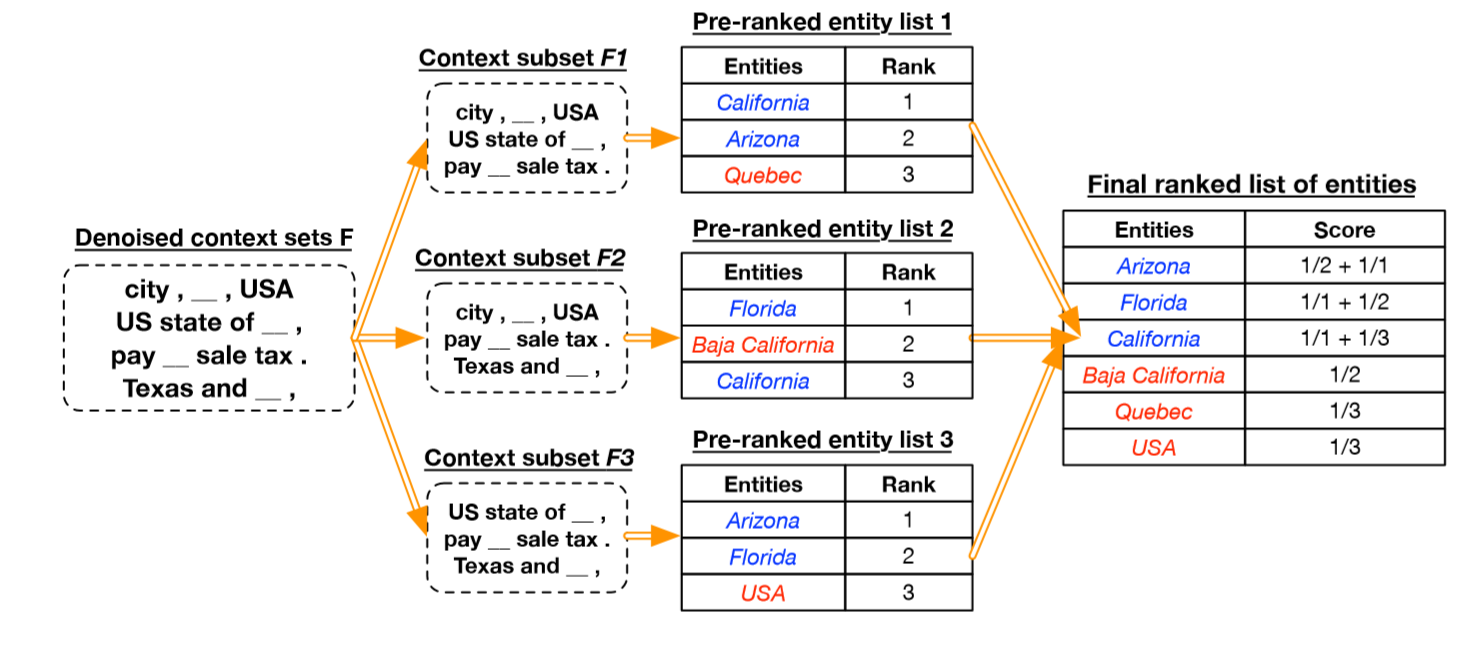 Denoised context sets F
city , __ , USA
US state of __ ,
pay __ sale tax .
Texas and __ ,
Context subset F1
city , __ , USA
US state of __ ,
pay __ sale tax .
Context subset F2
city , __ , USA
pay __ sale tax .
Texas and __ ,
Context subset F3
US state of __ ,
pay __ sale tax .
Texas and __ ,
Pre-ranked entity list 1
Entities Rank
California 1
Arizona 2
Quebec 3
Pre-ranked entity list 2
Entities Rank
Florida 1
Baja California 2
California 3
Pre-ranked entity list 3
Entities Rank
Arizona 1
Florida 2
USA 3
Final ranked list of entities
Entities Score
Arizona 1/2 + 1/1
Florida 1/1 + 1/2
California 1/1 + 1/3
Baja California 1/2
Quebec 1/3
USA 1/3